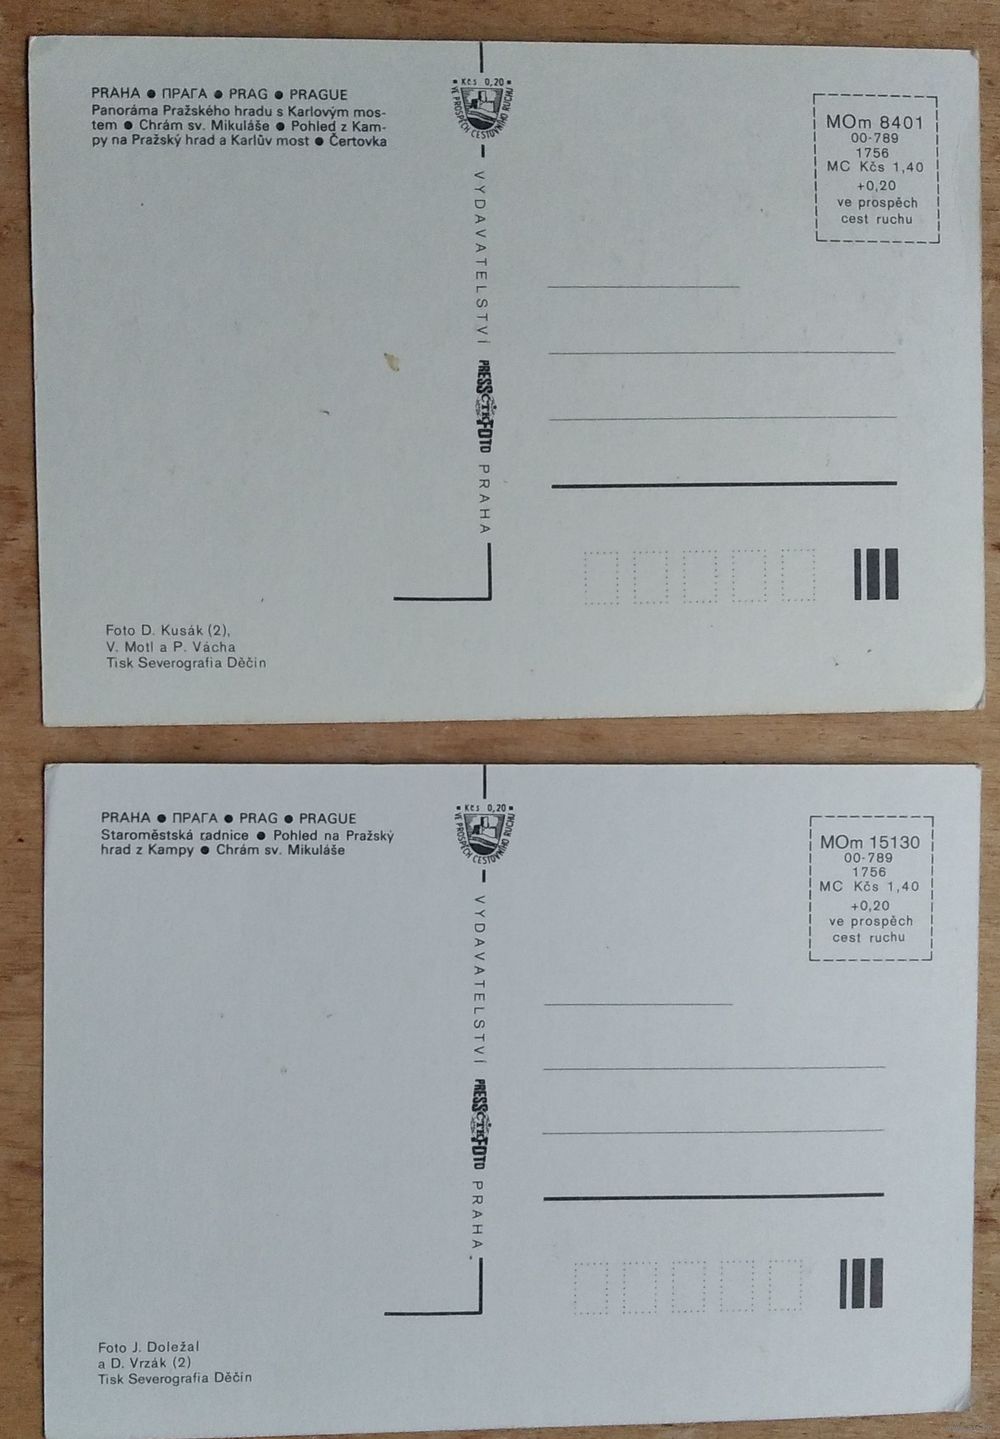 PRAHA ● ПРАГА ● PRAG ● PRAGUE
Panoráma Pražského hradu s Karlovým mos-
tem ● Chrám sv. Mikuláše ● Pohled z Kam-
py na Pražský hrad a Karlův most ● Čertovka
Kčs 0,20
VE PROSPĚCH CESTOVNÍHO RUCHU
VYDAVATELSTVÍ PRESSFOTO PRAHA
ČTK
MOm 8401
00-789
1756
MC Kčs 1,40
+0,20
ve prospěch
cest ruchu
Foto D. Kusák (2),
V. Motl a P. Vácha
Tisk Severografia Děčín
PRAHA ● ПРАГА ● PRAG ● PRAGUE
Staroměstská radnice ● Pohled na Pražský
hrad z Kampy ● Chrám sv. Mikuláše
Kčs 0,20
VE PROSPĚCH CESTOVNÍHO RUCHU
VYDAVATELSTVÍ PRESSFOTO PRAHA
ČTK
MOm 15130
00-789
1756
MC Kčs 1,40
+0,20
ve prospěch
cest ruchu
Foto J. Doležal
a D. Vrzák (2)
Tisk Severografia Děčín